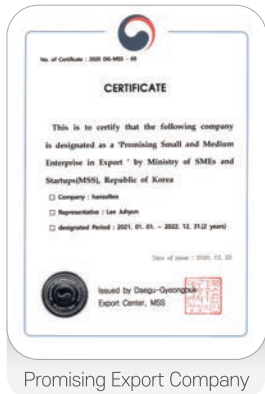 No. of Certificate : 2020 DG-MSS - 09
CERTIFICATE
This is to certify that the following company
is designated as a 'Promising Small and Medium
Enterprise in Export ' by Ministry of SMEs and
Startups(MSS), Republic of Korea
□ Company : hansoltex
□ Representative : Lee Juhyun
□ designated Period : 2021. 01. 01. ~ 2022. 12. 31.(2 years)
Date of issue : 2020. 12. 23
Issued by Daegu-Gyeongbuk
Export Center, MSS
Promising Export Company